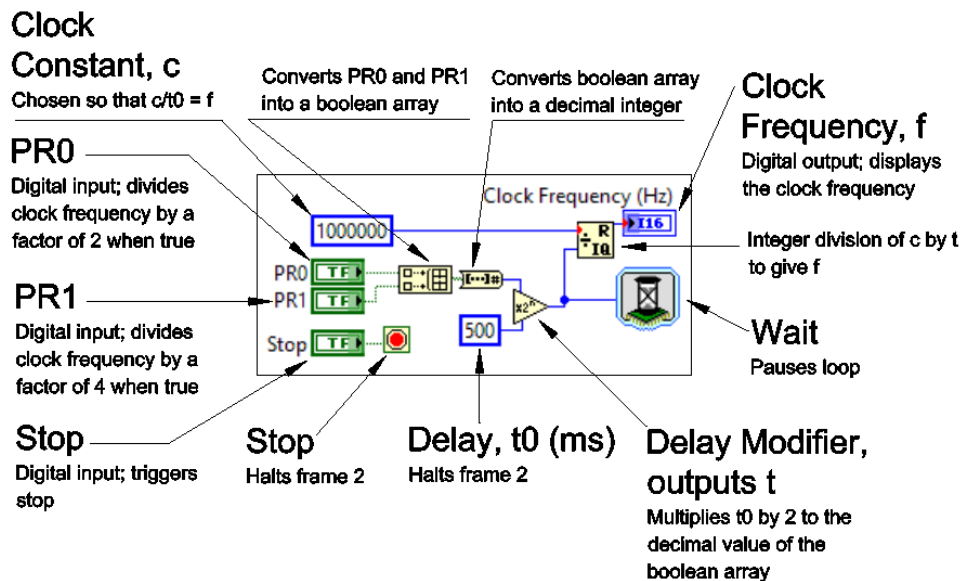 Clock
Constant, c
Chosen so that c/t0 = f
PR0
Digital input; divides
clock frequency by a
factor of 2 when true
PR1
Digital input; divides
clock frequency by a
factor of 4 when true
Stop
Digital input; triggers
stop
Converts PR0 and PR1
into a boolean array
Converts boolean array
into a decimal integer
Clock
Frequency, f
Digital output; displays
the clock frequency
Integer division of c by t
to give f
Wait
Pauses loop
Clock Frequency (Hz)
1000000
R
IQ
I16
PR0
TF
PR1
TF
Stop
TF
[...]#
x2ⁿ
500
Stop
Halts frame 2
Delay, t0 (ms)
Halts frame 2
Delay Modifier,
outputs t
Multiplies t0 by 2 to the
decimal value of the
boolean array